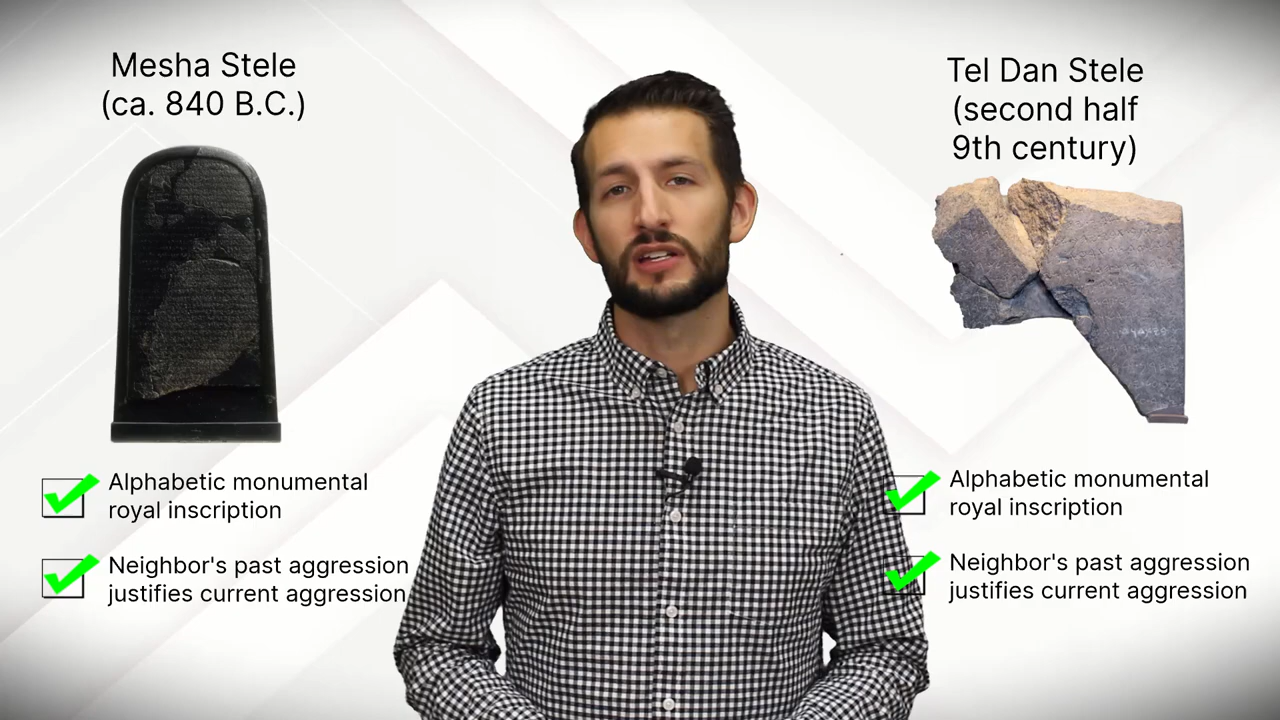 Mesha Stele
(ca. 840 B.C.)
Alphabetic monumental
royal inscription
Neighbor's past aggression
justifies current aggression
Tel Dan Stele
(second half
9th century)
Alphabetic monumental
royal inscription
Neighbor's past aggression
justifies current aggression